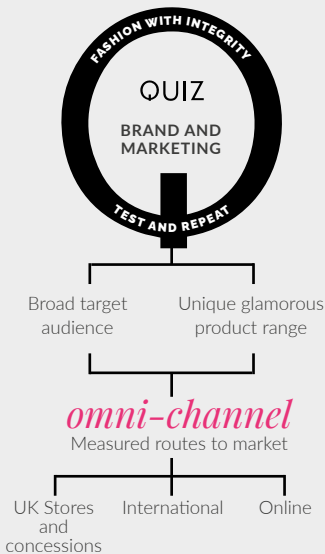 FASHION WITH INTEGRITY
QUIZ
BRAND AND
MARKETING
TEST AND REPEAT
Broad target
audience
Unique glamorous
product range
omni-channel
Measured routes to market
UK Stores
and
concessions
International
Online